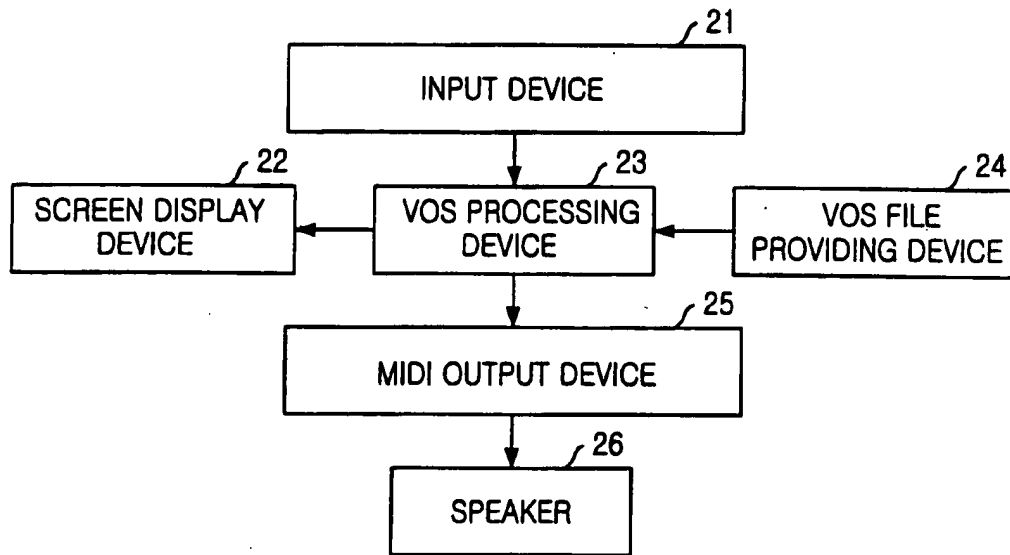 21
INPUT DEVICE
22
SCREEN DISPLAY
DEVICE
23
VOS PROCESSING
DEVICE
24
VOS FILE
PROVIDING DEVICE
25
MIDI OUTPUT DEVICE
26
SPEAKER